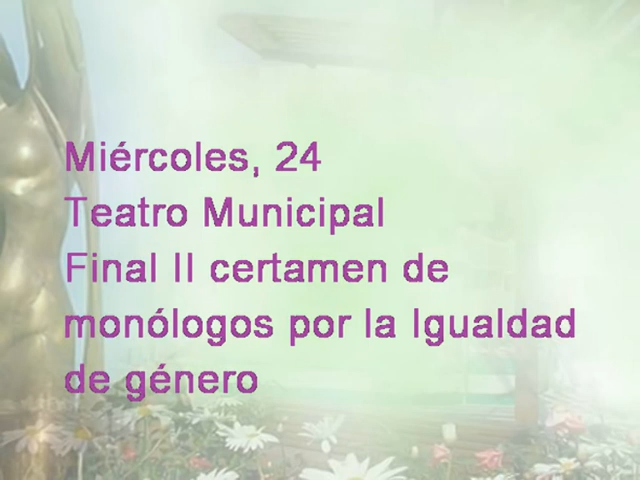 Miércoles, 24
Teatro Municipal
Final II certamen de
monólogos por la Igualdad
de género